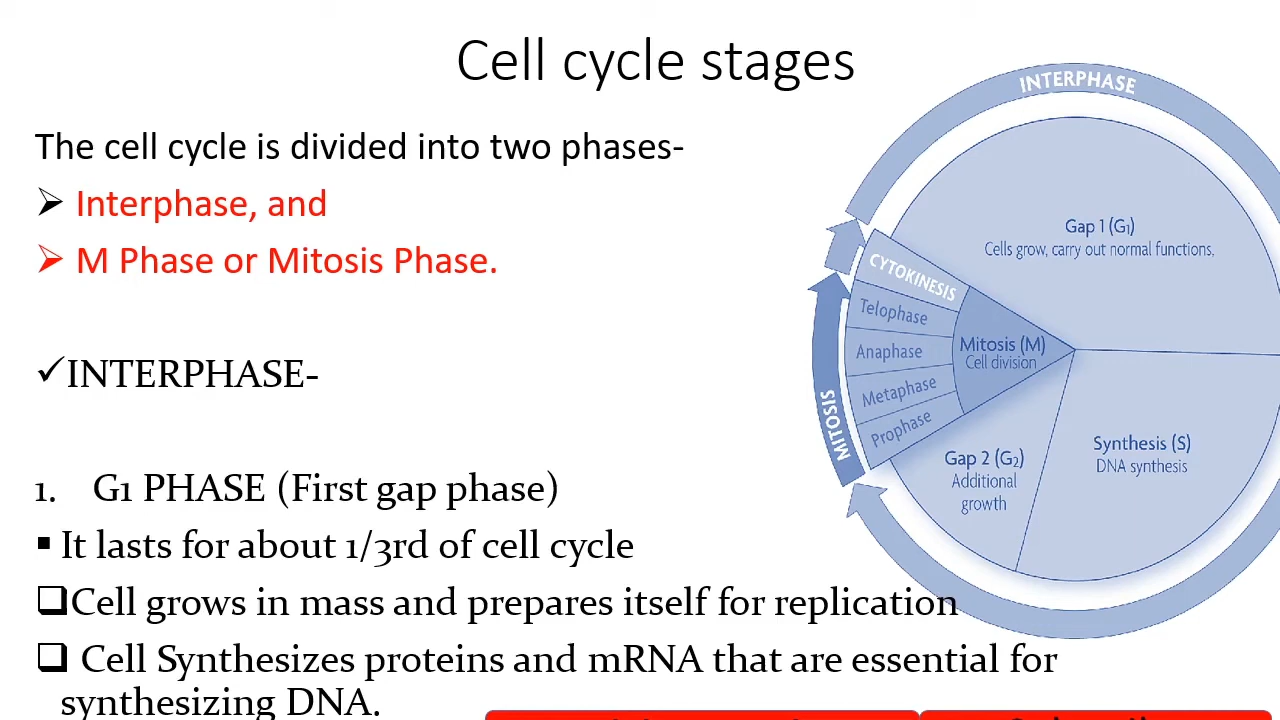 Cell cycle stages
The cell cycle is divided into two phases-
➢ Interphase, and
➢ M Phase or Mitosis Phase.
✓INTERPHASE-
1. G1 PHASE (First gap phase)
▪ It lasts for about 1/3rd of cell cycle
❑Cell grows in mass and prepares itself for replication
❑ Cell Synthesizes proteins and mRNA that are essential for
synthesizing DNA.
INTERPHASE
Gap 1 (G₁)
Cells grow, carry out normal functions.
CYTOKINESIS
Telophase
Anaphase
Metaphase
Prophase
Mitosis (M)
Cell division
MITOSIS
Gap 2 (G₂)
Additional
growth
Synthesis (S)
DNA synthesis